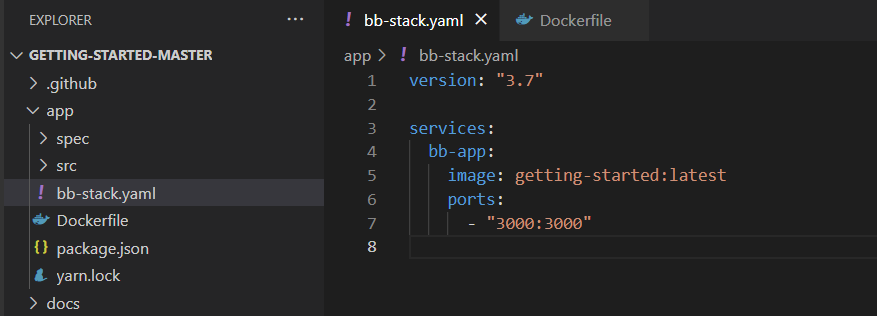 EXPLORER
GETTING-STARTED-MASTER
.github
app
spec
src
! bb-stack.yaml
Dockerfile
{} package.json
yarn.lock
docs
! bb-stack.yaml
Dockerfile
app > ! bb-stack.yaml
1 version: "3.7"
2
3 services:
4 bb-app:
5 image: getting-started:latest
6 ports:
7 - "3000:3000"
8